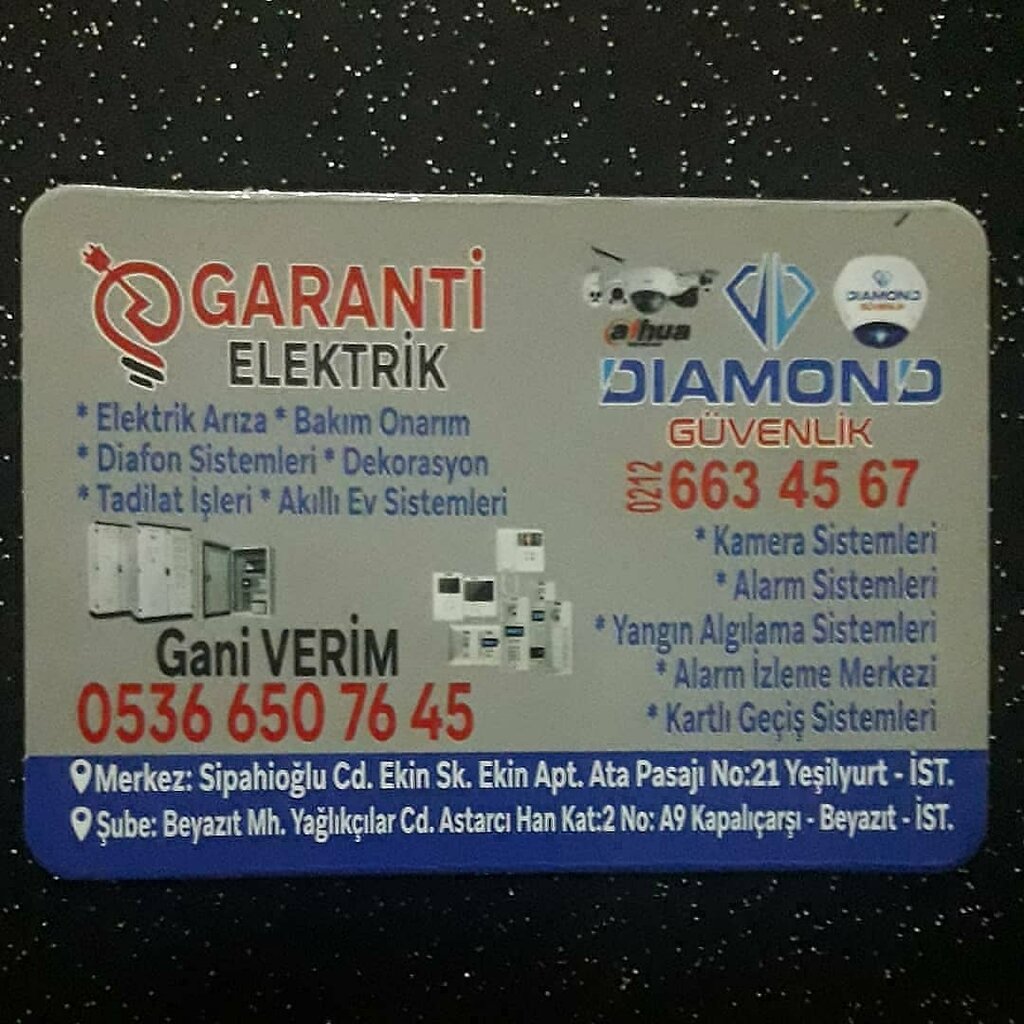 GARANTİ
ELEKTRİK
* Elektrik Arıza * Bakım Onarım
* Diafon Sistemleri * Dekorasyon
* Tadilat İşleri * Akıllı Ev Sistemleri
Gani VERİM
0536 650 76 45
alhua
DIAMOND
GÜVENLİK
DIAMOND
GÜVENLİK
0212 663 45 67
* Kamera Sistemleri
* Alarm Sistemleri
* Yangın Algılama Sistemleri
* Alarm İzleme Merkezi
* Kartlı Geçiş Sistemleri
Merkez: Sipahioğlu Cd. Ekin Sk. Ekin Apt. Ata Pasajı No:21 Yeşilyurt - İST.
Şube: Beyazıt Mh. Yağlıkçılar Cd. Astarcı Han Kat:2 No: A9 Kapalıçarşı - Beyazıt - İST.